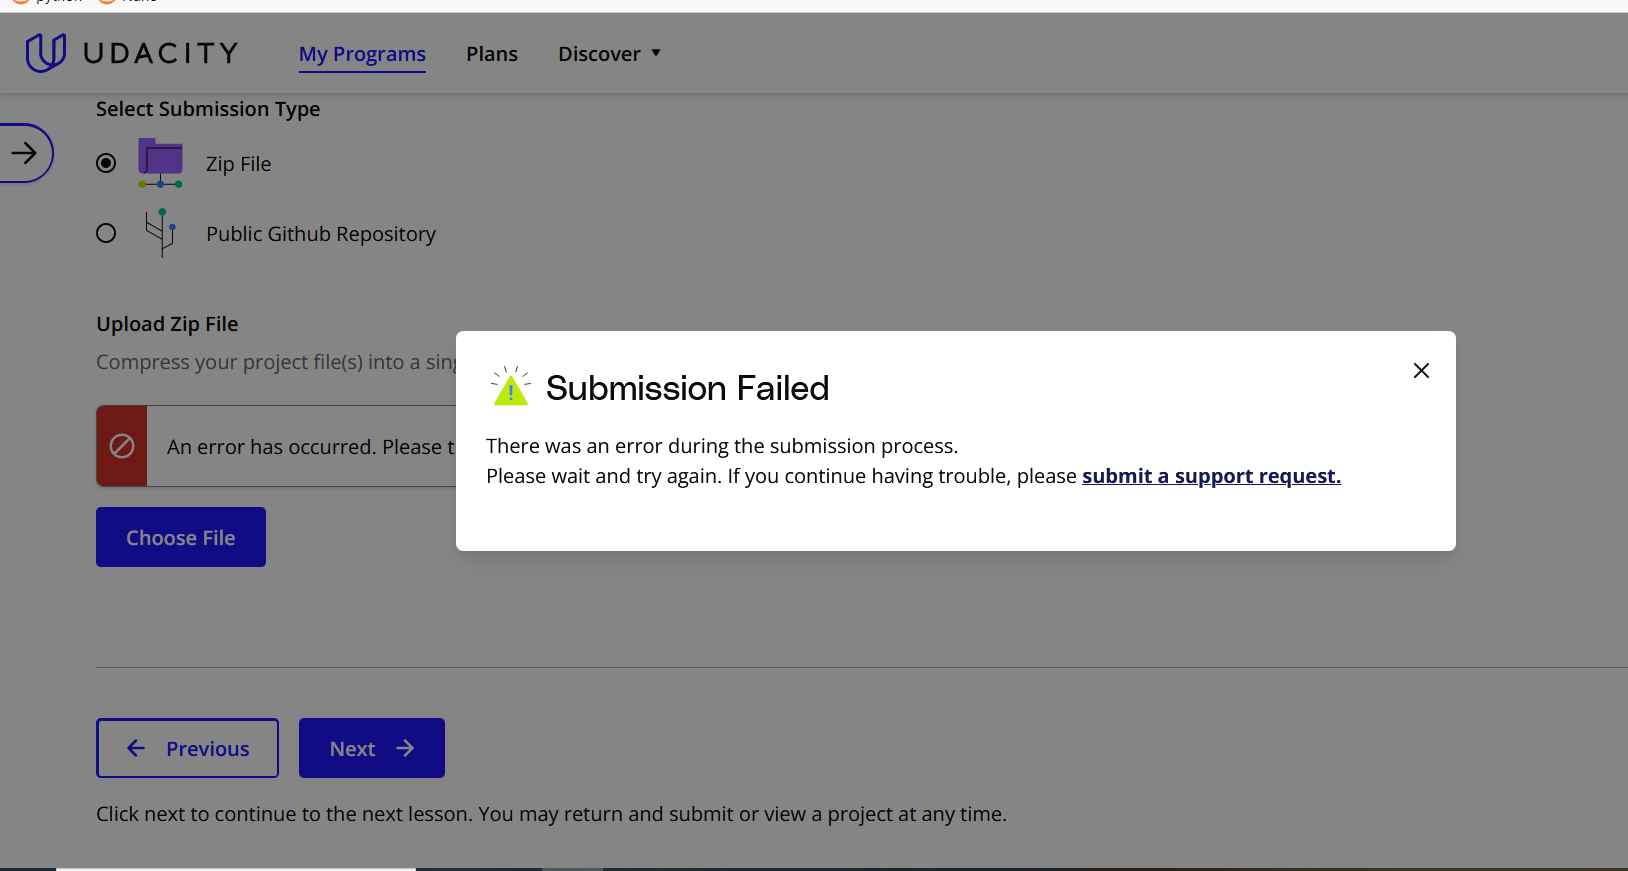 UDACITY
My Programs
Plans
Discover
Select Submission Type
Zip File
Public Github Repository
Upload Zip File
Compress your project file(s) into a
An error has occurred. Please
Submission Failed
There was an error during the submission process.
Please wait and try again. If you continue having trouble, please submit a support request.
Choose File
Previous
Next
Click next to continue to the next lesson. You may return and submit or view a project at any time.